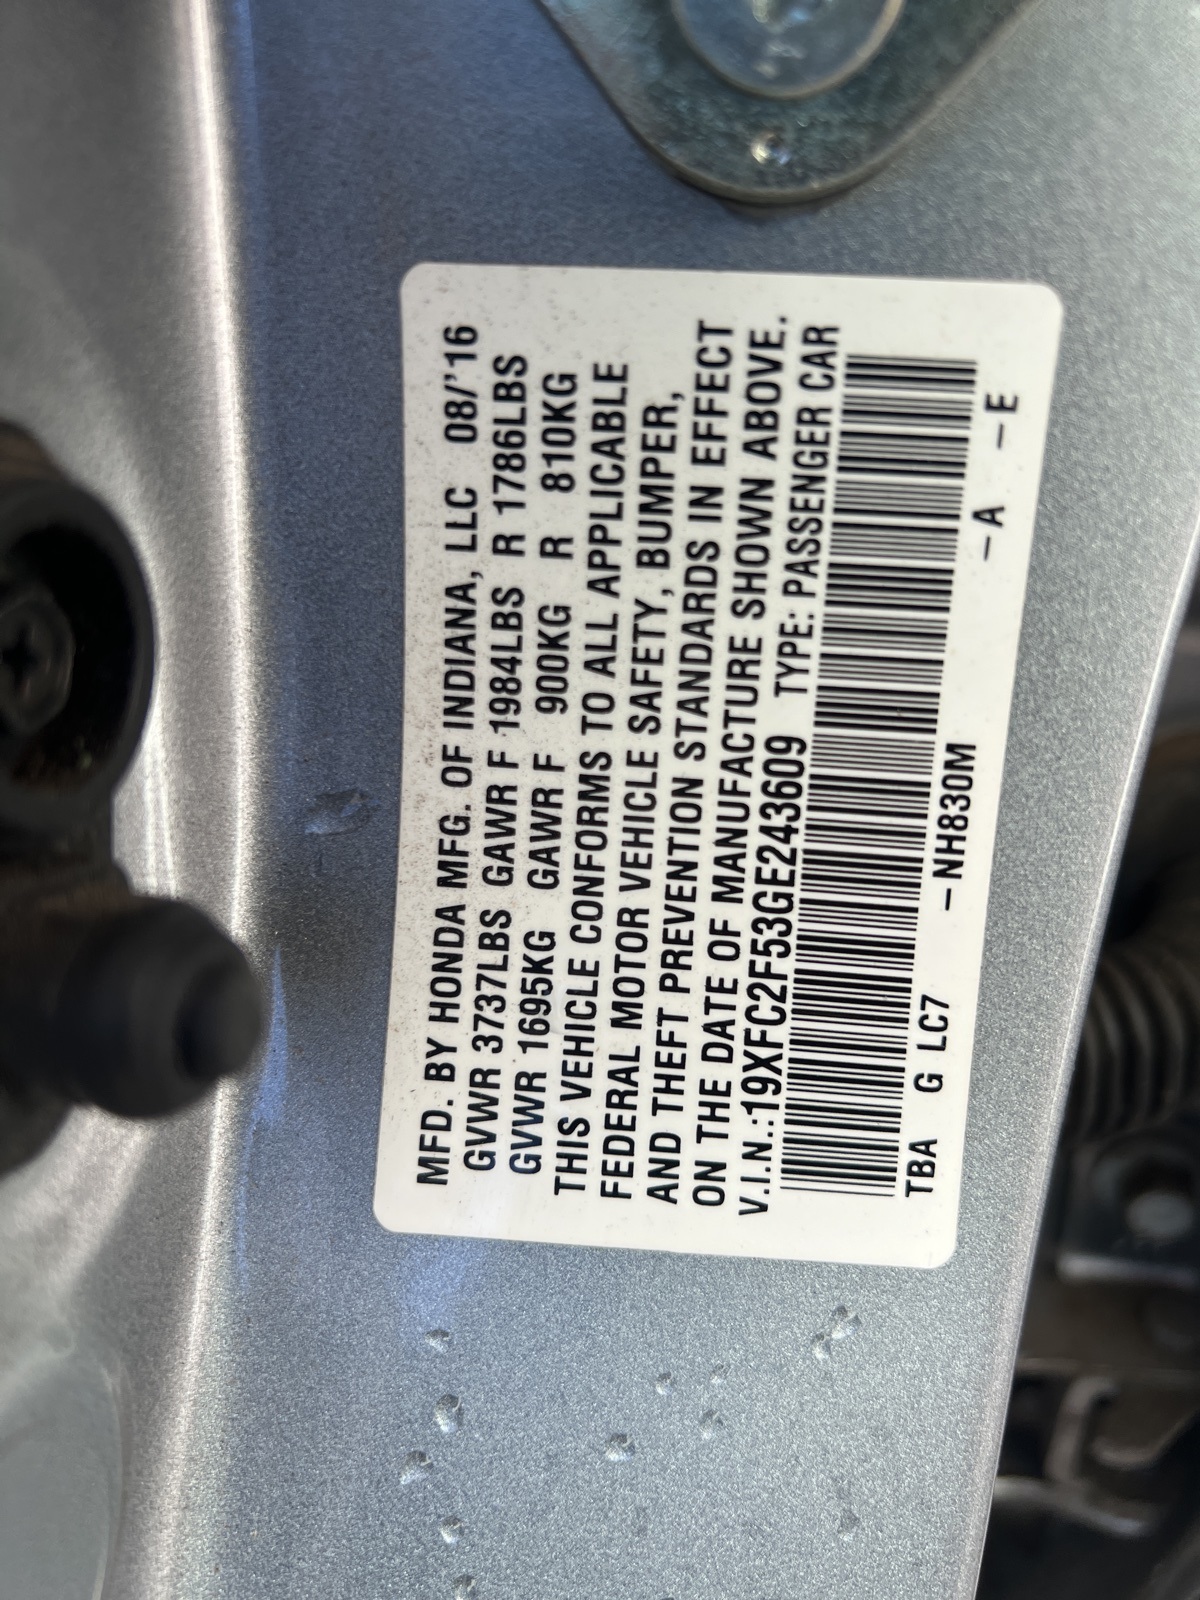 MFD. BY HONDA MFG. OF INDIANA, LLC 08/'16
GVWR 3737LBS GAWR F 1984LBS R 1786LBS
GVWR 1695KG GAWR F 900KG R 810KG
THIS VEHICLE CONFORMS TO ALL APPLICABLE
FEDERAL MOTOR VEHICLE SAFETY, BUMPER,
AND THEFT PREVENTION STANDARDS IN EFFECT
ON THE DATE OF MANUFACTURE SHOWN ABOVE.
V.I.N.:19XFC2F53GE243609 TYPE: PASSENGER CAR
TBA G LC7 –NH830M –A –E